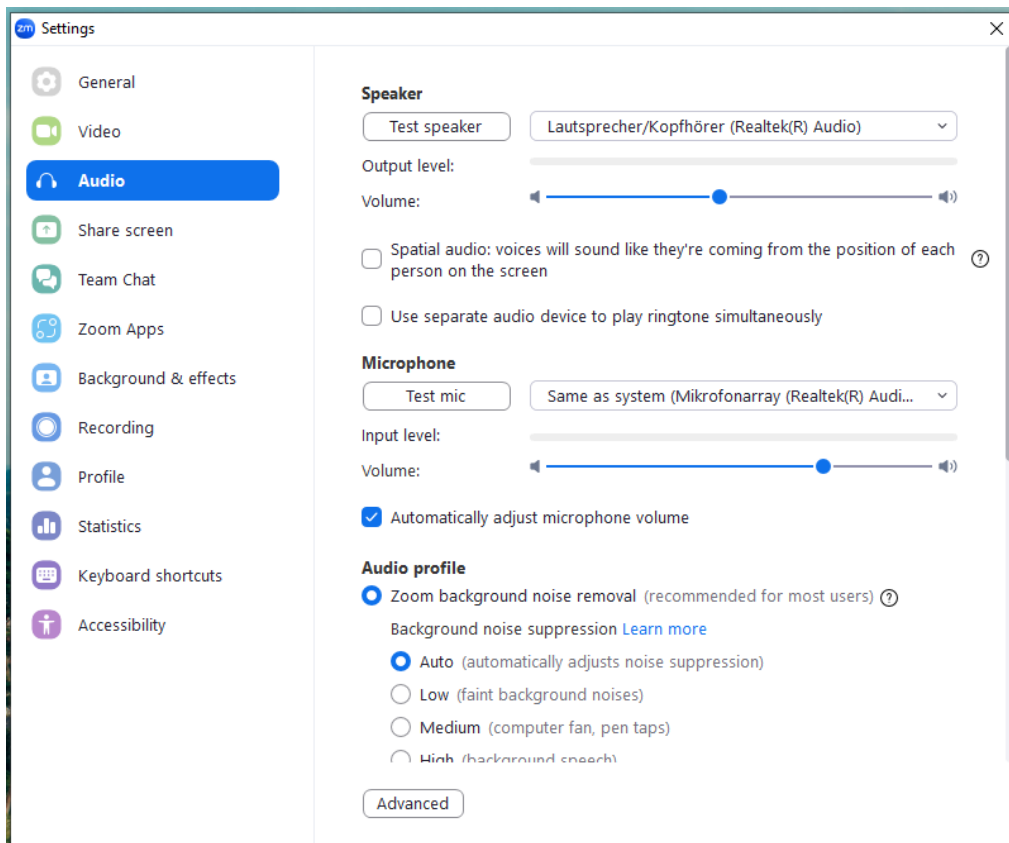 zm Settings
General
Video
Audio
Share screen
Team Chat
Zoom Apps
Background & effects
Recording
Profile
Statistics
Keyboard shortcuts
Accessibility
Speaker
Test speaker
Lautsprecher/Kopfhörer (Realtek(R) Audio)
Output level:
Volume:
Spatial audio: voices will sound like they're coming from the position of each
person on the screen
?
Use separate audio device to play ringtone simultaneously
Microphone
Test mic
Same as system (Mikrofonarray (Realtek(R) Audi...
Input level:
Volume:
Automatically adjust microphone volume
Audio profile
Zoom background noise removal (recommended for most users) ?
Background noise suppression Learn more
Auto (automatically adjusts noise suppression)
Low (faint background noises)
Medium (computer fan, pen taps)
High (background speech)
Advanced